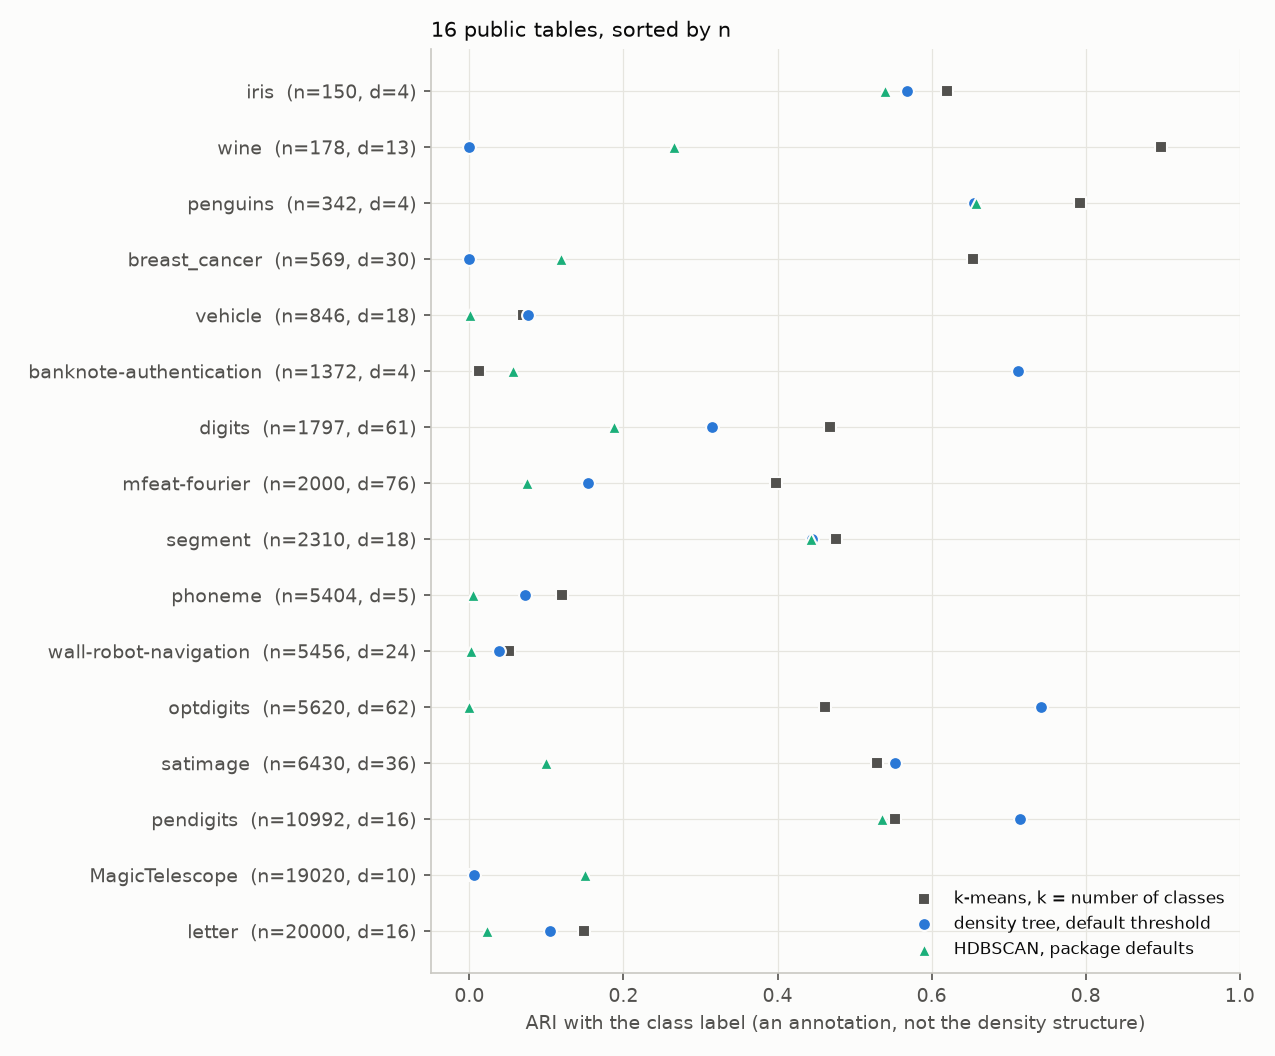 16 public tables, sorted by n
iris (n=150, d=4)
wine (n=178, d=13)
penguins (n=342, d=4)
breast_cancer (n=569, d=30)
vehicle (n=846, d=18)
banknote-authentication (n=1372, d=4)
digits (n=1797, d=61)
mfeat-fourier (n=2000, d=76)
segment (n=2310, d=18)
phoneme (n=5404, d=5)
wall-robot-navigation (n=5456, d=24)
optdigits (n=5620, d=62)
satimage (n=6430, d=36)
pendigits (n=10992, d=16)
MagicTelescope (n=19020, d=10)
letter (n=20000, d=16)
k-means, k = number of classes
density tree, default threshold
HDBSCAN, package defaults
0.0 0.2 0.4 0.6 0.8 1.0
ARI with the class label (an annotation, not the density structure)